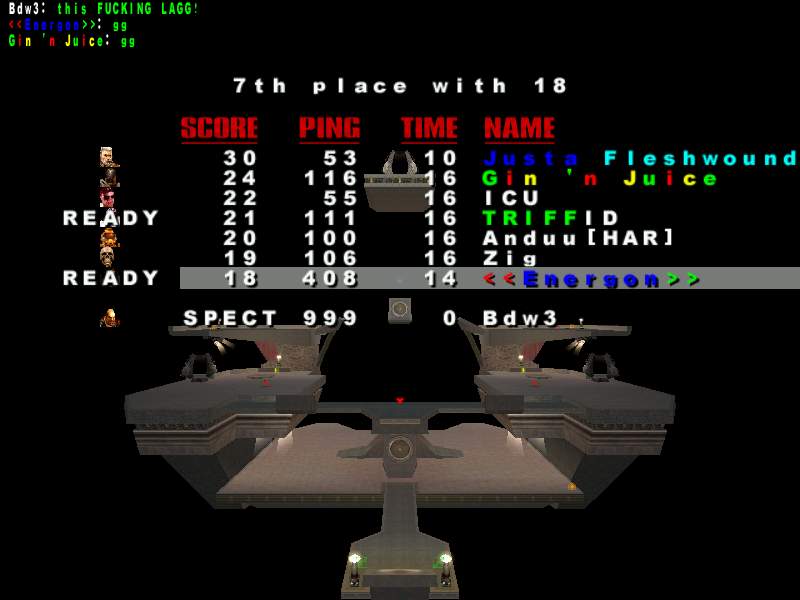 Bdw3: this FUCKING LAGG!
<<Energon>>: gg
Gin 'n Juice: gg
7th place with 18
SCORE PING TIME NAME
30 53 10 Justa Fleshwound
24 116 16 Gin 'n Juice
22 55 16 ICU
READY 21 111 16 TRIFFID
20 100 16 Anduu[HAR]
19 106 16 Zig
READY 18 408 14 <<Energon>>
SPECT 999 0 Bdw3